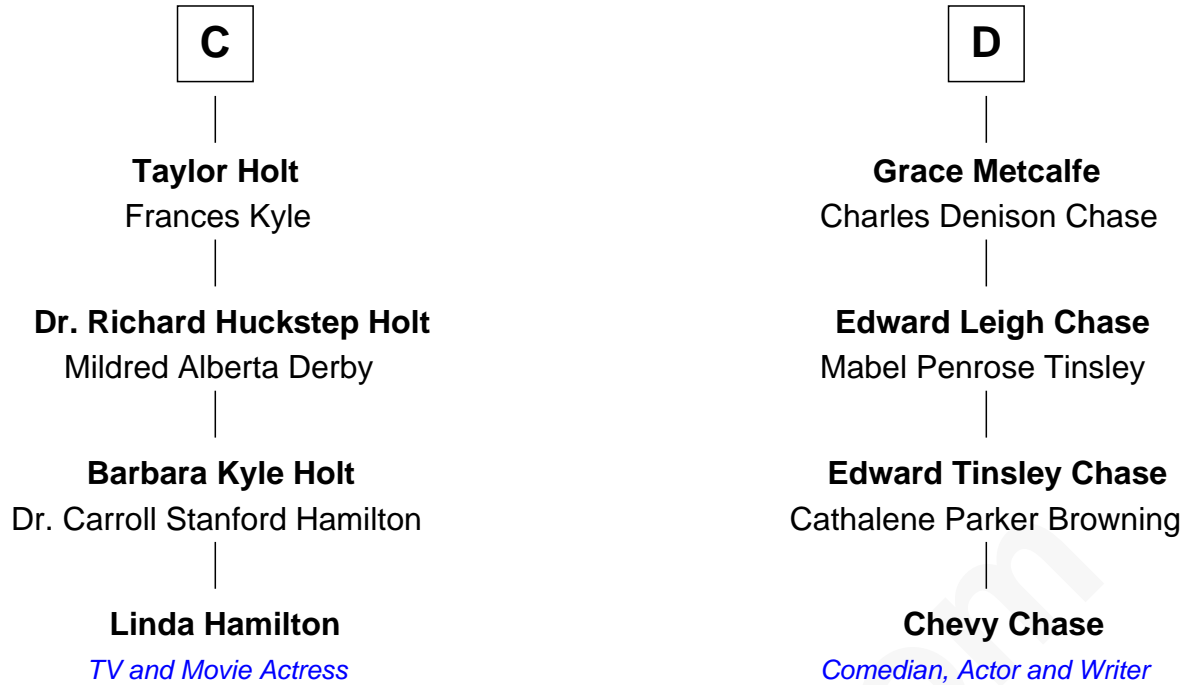 C
Taylor Holt
Frances Kyle
Dr. Richard Huckstep Holt
Mildred Alberta Derby
Barbara Kyle Holt
Dr. Carroll Stanford Hamilton
Linda Hamilton
TV and Movie Actress
D
Grace Metcalfe
Charles Denison Chase
Edward Leigh Chase
Mabel Penrose Tinsley
Edward Tinsley Chase
Cathalene Parker Browning
Chevy Chase
Comedian, Actor and Writer